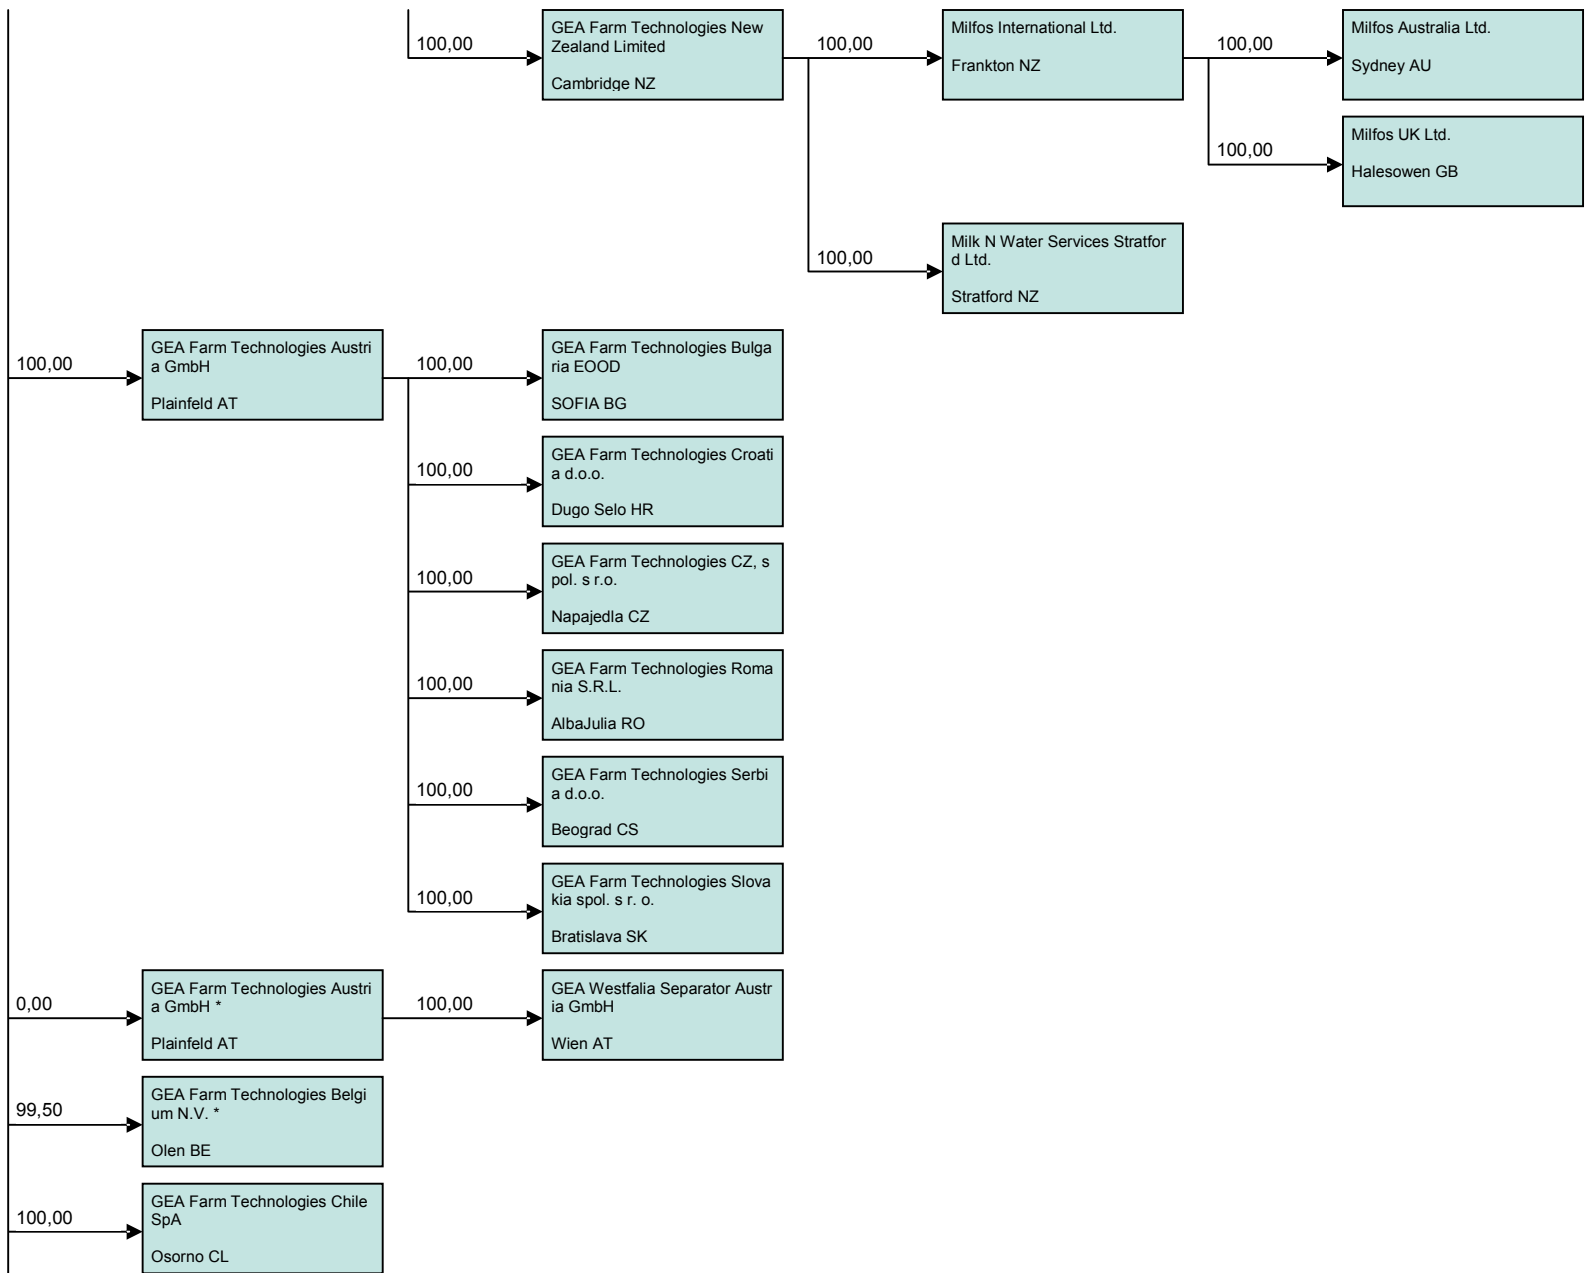 100,00
GEA Farm Technologies New
Zealand Limited
Cambridge NZ
100,00
Milfos International Ltd.
Frankton NZ
100,00
Milfos Australia Ltd.
Sydney AU
100,00
Milfos UK Ltd.
Halesowen GB
100,00
Milk N Water Services Stratfor
d Ltd.
Stratford NZ
100,00
GEA Farm Technologies Austri
a GmbH
Plainfeld AT
100,00
GEA Farm Technologies Bulga
ria EOOD
SOFIA BG
100,00
GEA Farm Technologies Croati
a d.o.o.
Dugo Selo HR
100,00
GEA Farm Technologies CZ, s
pol. s r.o.
Napajedla CZ
100,00
GEA Farm Technologies Roma
nia S.R.L.
AlbaJulia RO
100,00
GEA Farm Technologies Serbi
a d.o.o.
Beograd CS
100,00
GEA Farm Technologies Slova
kia spol. s r. o.
Bratislava SK
0,00
GEA Farm Technologies Austri
a GmbH *
Plainfeld AT
100,00
GEA Westfalia Separator Austr
ia GmbH
Wien AT
99,50
GEA Farm Technologies Belgi
um N.V. *
Olen BE
100,00
GEA Farm Technologies Chile
SpA
Osorno CL